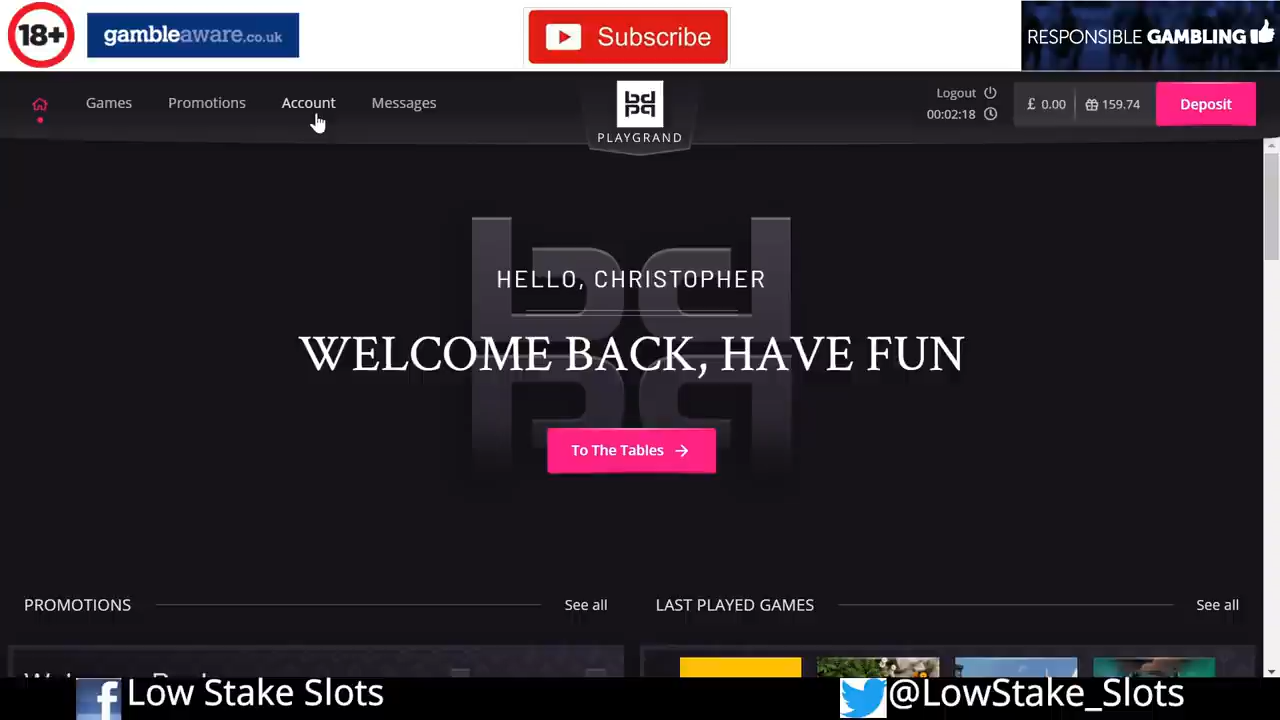 18+
gambleaware.co.uk
Subscribe
RESPONSIBLE GAMBLING
Games
Promotions
Account
Messages
PLAYGRAND
Logout
00:02:18
£ 0.00
159.74
Deposit
HELLO, CHRISTOPHER
WELCOME BACK, HAVE FUN
To The Tables
PROMOTIONS
See all
LAST PLAYED GAMES
See all
Low Stake Slots
@LowStake_Slots